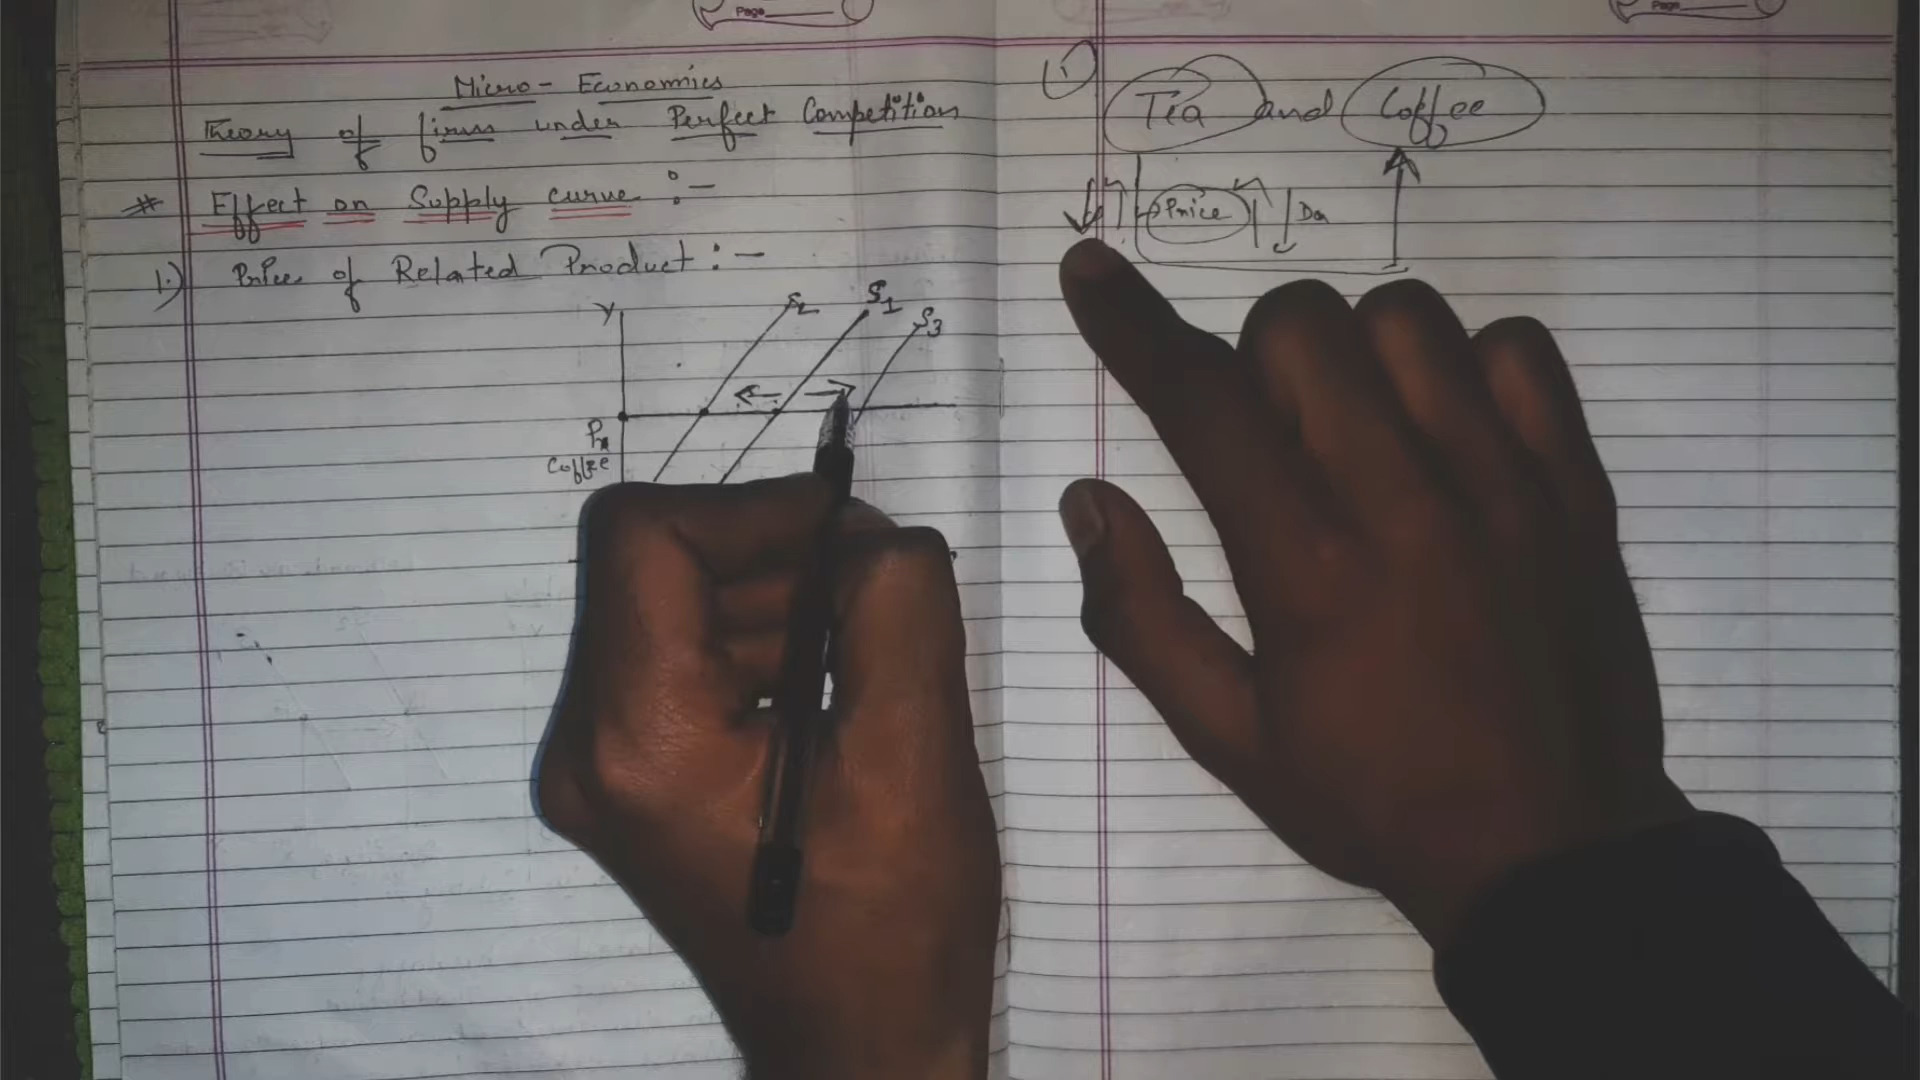 Page
Micro - Economics
Theory of firms under Perfect Competition
* Effect on Supply curve :-
1.) Price of Related Product :-
Y
S2
S1
S3
Px
Coffee
Page
(1)
Tea and Coffee
Price